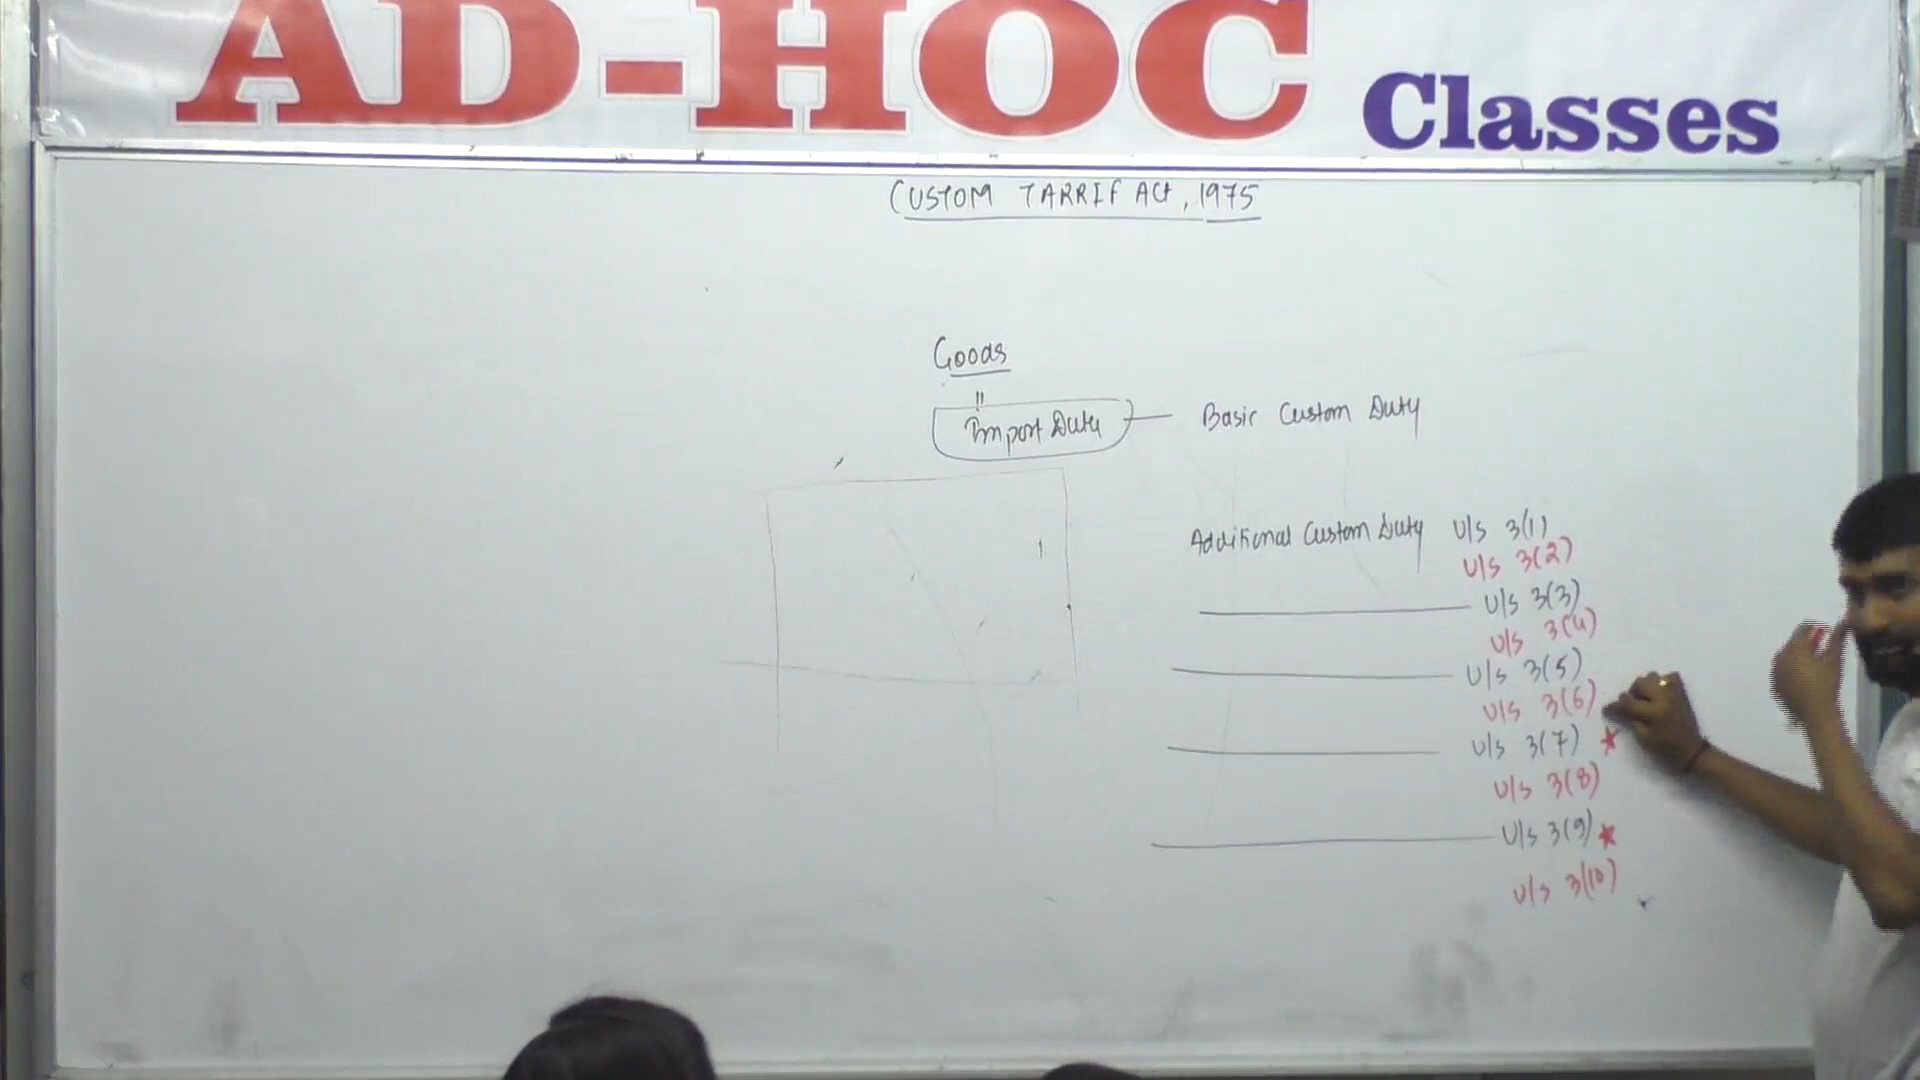 AD-HOC Classes
CUSTOM TARRIF ACT, 1975
Goods
Import Duty — Basic Custom Duty
Additional Custom Duty U/s 3(1)
U/s 3(2)
U/s 3(3)
U/s 3(4)
U/s 3(5)
U/s 3(6)
U/s 3(7) ★
U/s 3(8)
U/s 3(9) ★
U/s 3(10)